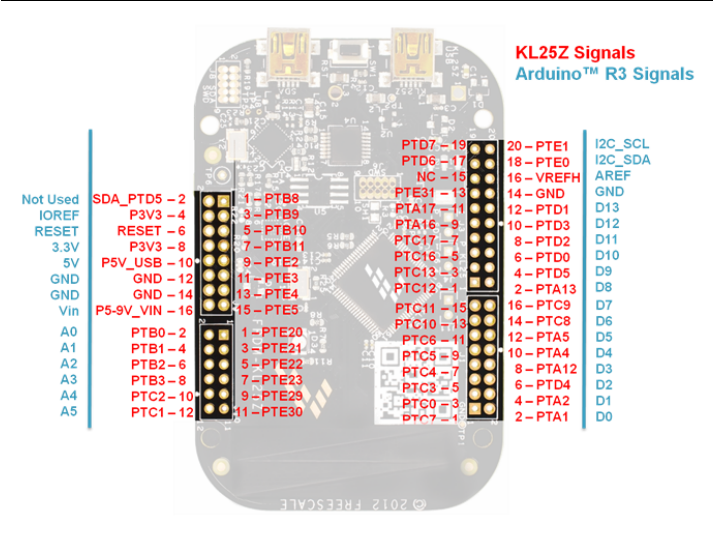 KL25Z Signals
Arduino™ R3 Signals
PTD7 – 19 20 – PTE1 I2C_SCL
PTD6 – 17 18 – PTE0 I2C_SDA
NC – 15 16 – VREFH AREF
PTE31 – 13 14 – GND GND
PTA17 – 11 12 – PTD1 D13
PTA16 – 9 10 – PTD3 D12
PTC17 – 7 8 – PTD2 D11
PTC16 – 5 6 – PTD0 D10
PTC13 – 3 4 – PTD5 D9
PTC12 – 1 2 – PTA13 D8
PTC11 – 15 16 – PTC9 D7
PTC10 – 13 14 – PTC8 D6
PTC6 – 11 12 – PTA5 D5
PTC5 – 9 10 – PTA4 D4
PTC4 – 7 8 – PTA12 D3
PTC3 – 5 6 – PTD4 D2
PTC0 – 3 4 – PTA2 D1
PTC7 – 1 2 – PTA1 D0
Not Used SDA_PTD5 – 2 1 – PTB8
IOREF P3V3 – 4 3 – PTB9
RESET RESET – 6 5 – PTB10
3.3V P3V3 – 8 7 – PTB11
5V P5V_USB – 10 9 – PTE2
GND GND – 12 11 – PTE3
GND GND – 14 13 – PTE4
Vin P5-9V_VIN – 16 15 – PTE5
A0 PTB0 – 2 1 – PTE20
A1 PTB1 – 4 3 – PTE21
A2 PTB2 – 6 5 – PTE22
A3 PTB3 – 8 7 – PTE23
A4 PTC2 – 10 9 – PTE29
A5 PTC1 – 12 11 – PTE30
© 2012 FREESCALE